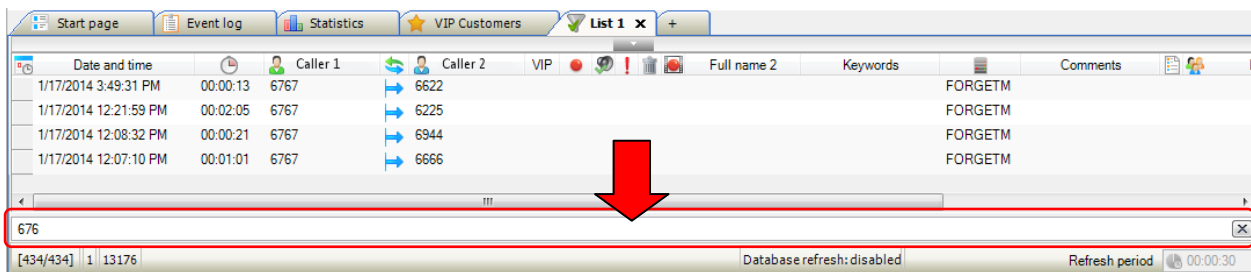 Start page Event log Statistics VIP Customers List 1 x +
Date and time Caller 1 Caller 2 VIP Full name 2 Keywords Comments
1/17/2014 3:49:31 PM 00:00:13 6767 6622 FORGETM
1/17/2014 12:21:59 PM 00:02:05 6767 6225 FORGETM
1/17/2014 12:08:32 PM 00:00:21 6767 6944 FORGETM
1/17/2014 12:07:10 PM 00:01:01 6767 6666 FORGETM
676
[434/434] 1 13176 Database refresh: disabled Refresh period 00:00:30